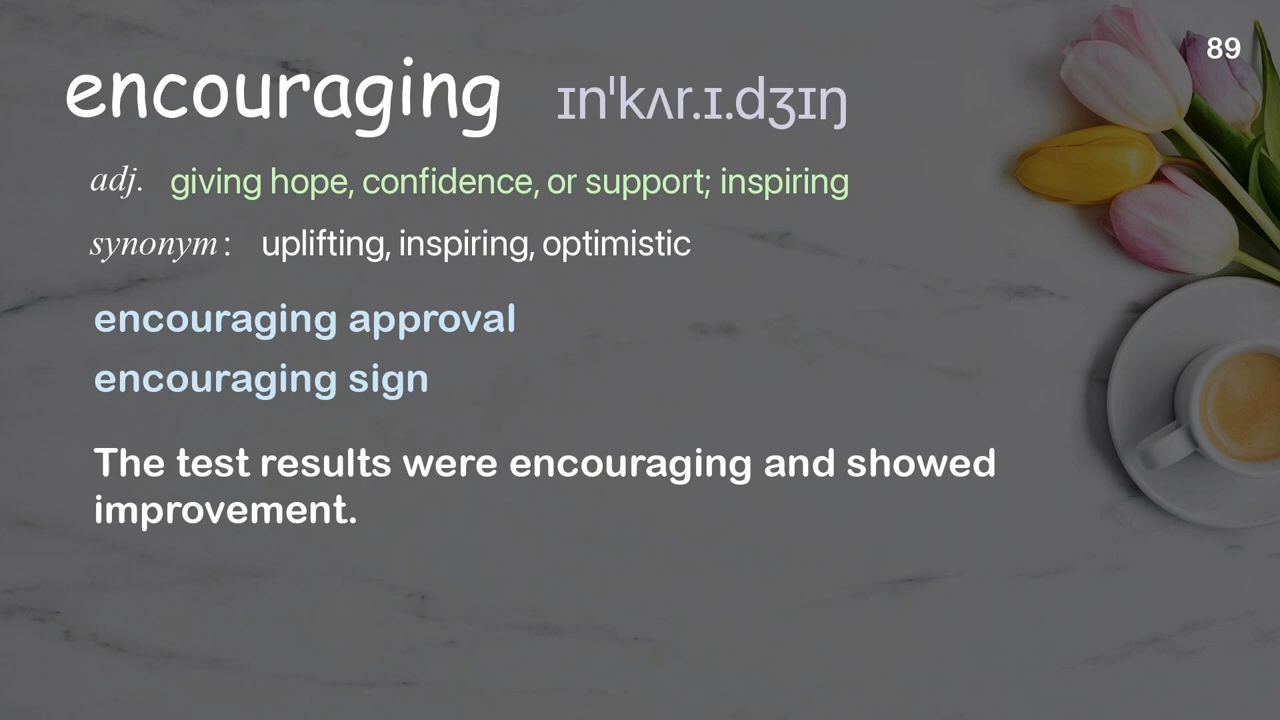 89
encouraging ɪnˈkʌr.ɪ.dʒɪŋ
adj. giving hope, confidence, or support; inspiring
synonym: uplifting, inspiring, optimistic
encouraging approval
encouraging sign
The test results were encouraging and showed
improvement.